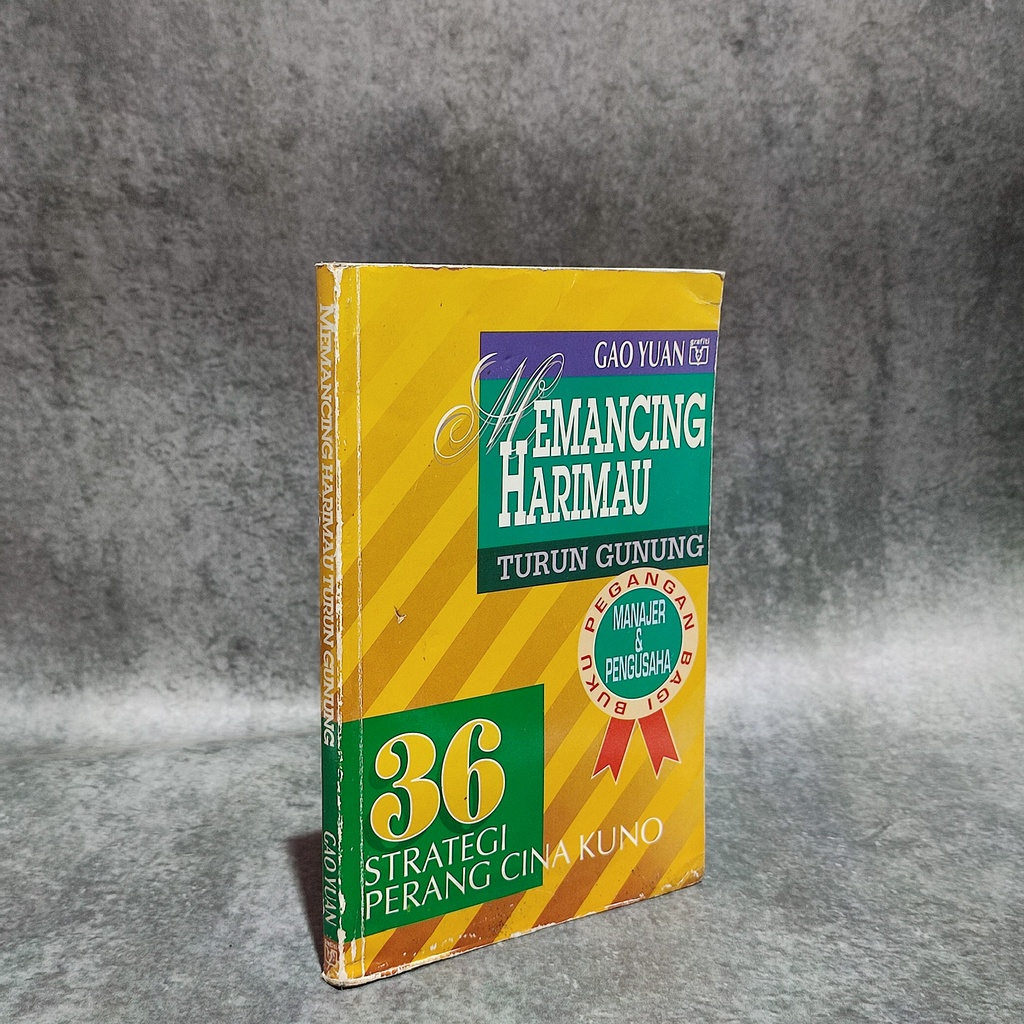 GAO YUAN
grafiti
MEMANCING
HARIMAU
TURUN GUNUNG
BUKU PEGANGAN BAGI
MANAJER
&
PENGUSAHA
36
STRATEGI
PERANG CINA KUNO
MEMANCING HARIMAU TURUN GUNUNG
GAO YUAN